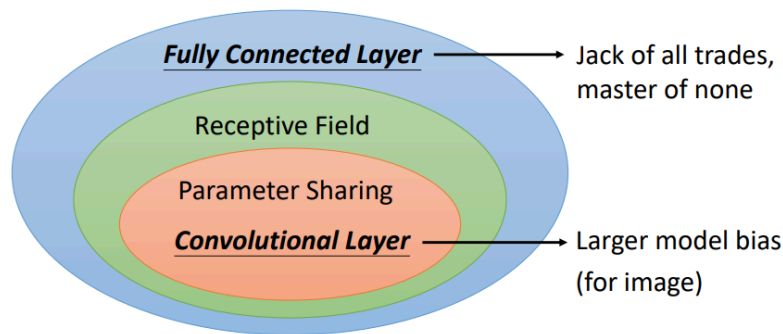 Fully Connected Layer
Jack of all trades,
master of none
Receptive Field
Parameter Sharing
Convolutional Layer
Larger model bias
(for image)